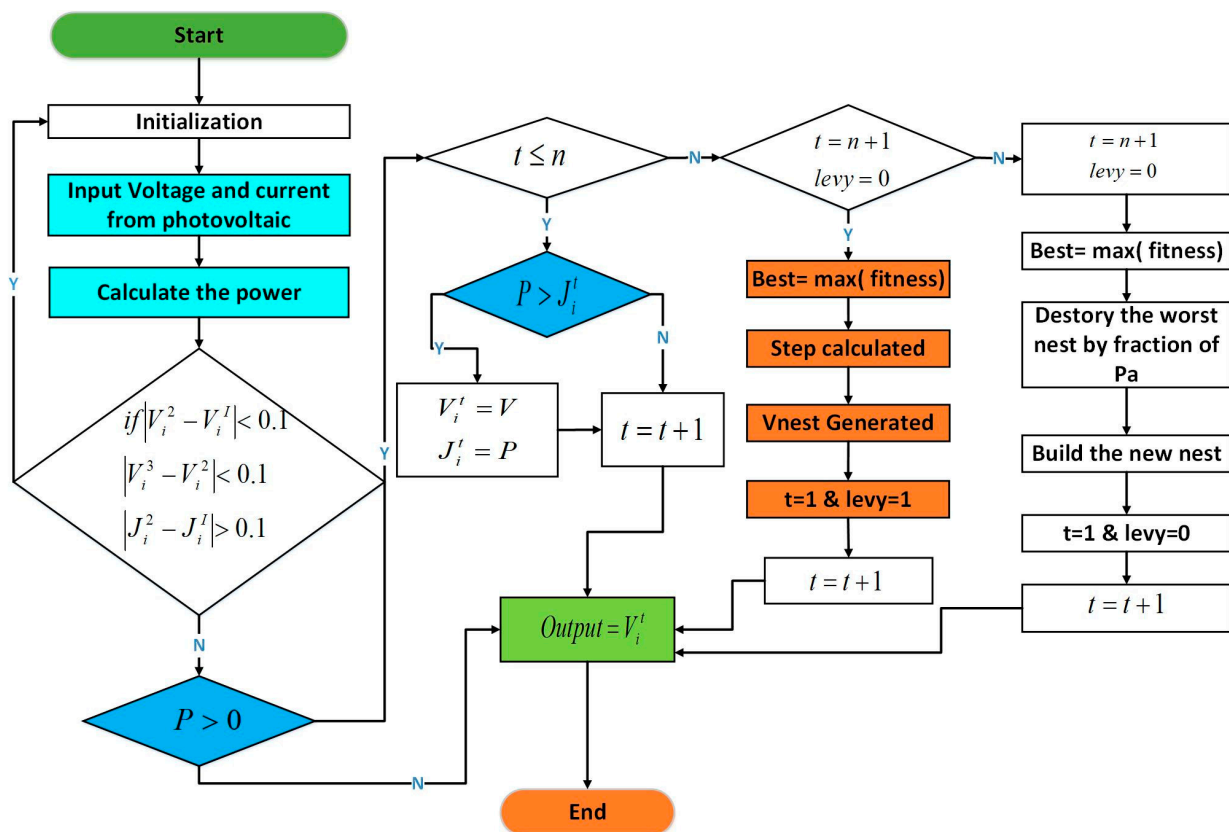 Start
Initialization
Input Voltage and current
from photovoltaic
Calculate the power
Y
if|V_i^2 − V_i^I| < 0.1
|V_i^3 − V_i^2| < 0.1
|J_i^2 − J_i^I| > 0.1
N
P > 0
N
Y
t ≤ n
N
Y
P > J_i^t
Y
N
V_i^t = V
J_i^t = P
t = t + 1
t = n + 1
levy = 0
N
Y
Best= max( fitness)
Step calculated
Vnest Generated
t=1 & levy=1
t = t + 1
t = n + 1
levy = 0
Best= max( fitness)
Destory the worst
nest by fraction of
Pa
Build the new nest
t=1 & levy=0
t = t + 1
Output = V_i^t
End